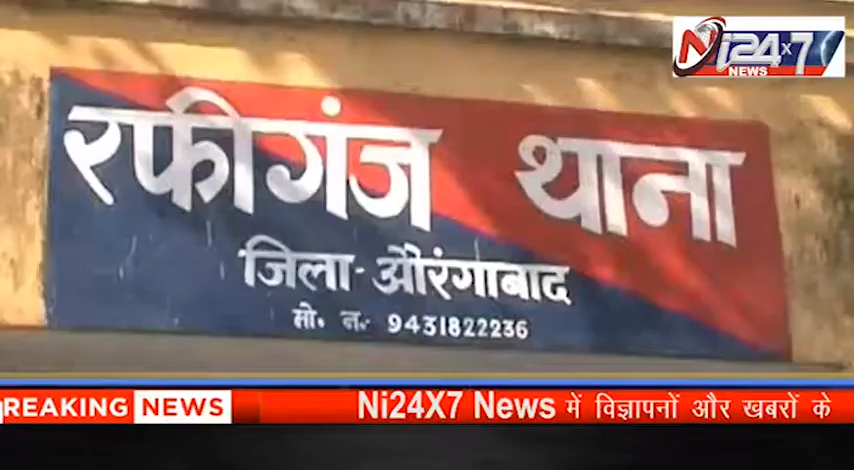 Ni24x7
NEWS
रफीगंज थाना
जिला-औरंगाबाद
सो. न. 9431822236
REAKING NEWS
Ni24X7 News में विज्ञापनों और खबरों के